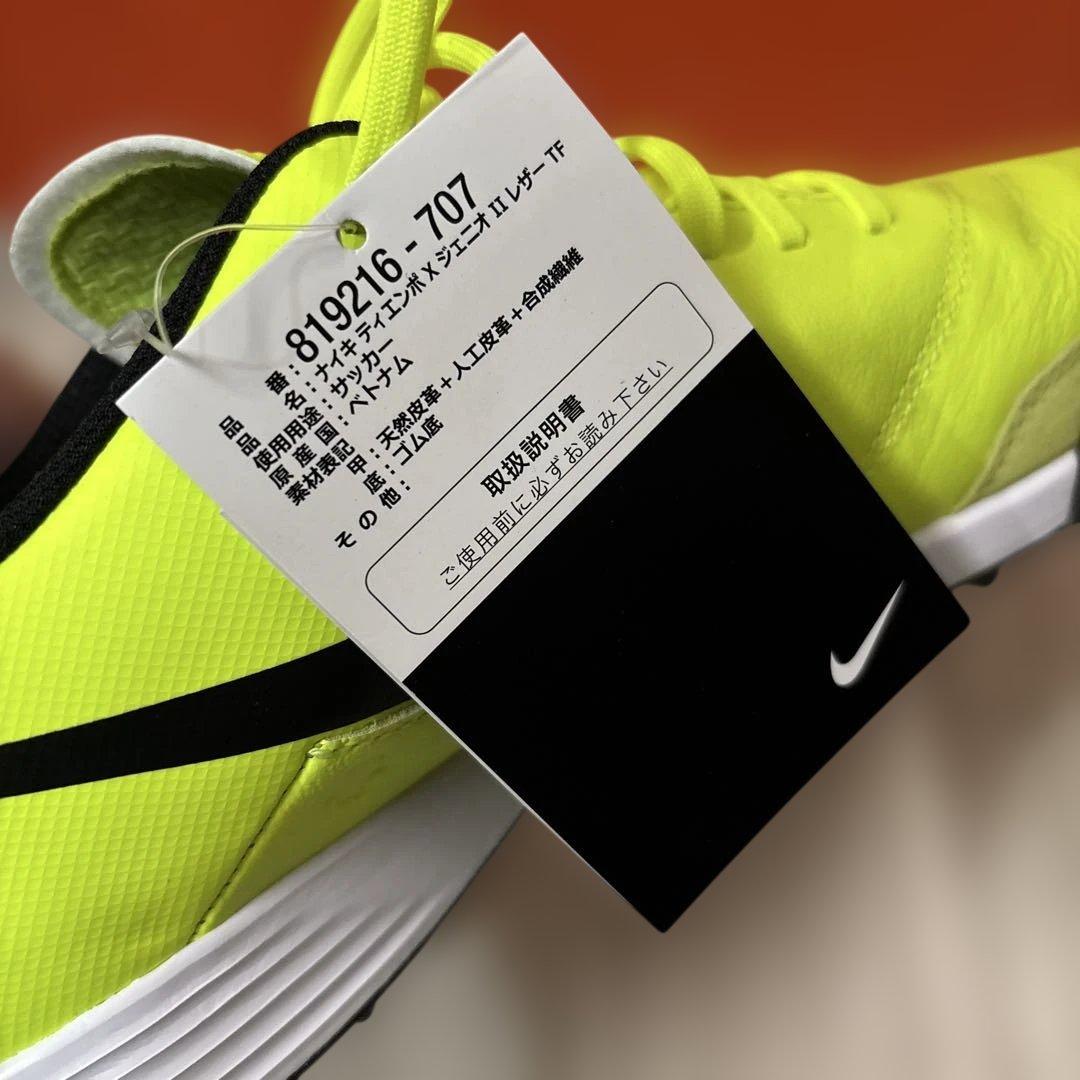 品 番：819216 - 707
品 名：ナイキ ティエンポ X ジェニオ II レザー TF
使用用途：サッカー
原 産 国：ベトナム
素材表記 甲：天然皮革＋人工皮革＋合成繊維
底：ゴム底
そ の 他：
取扱説明書
ご使用前に必ずお読み下さい